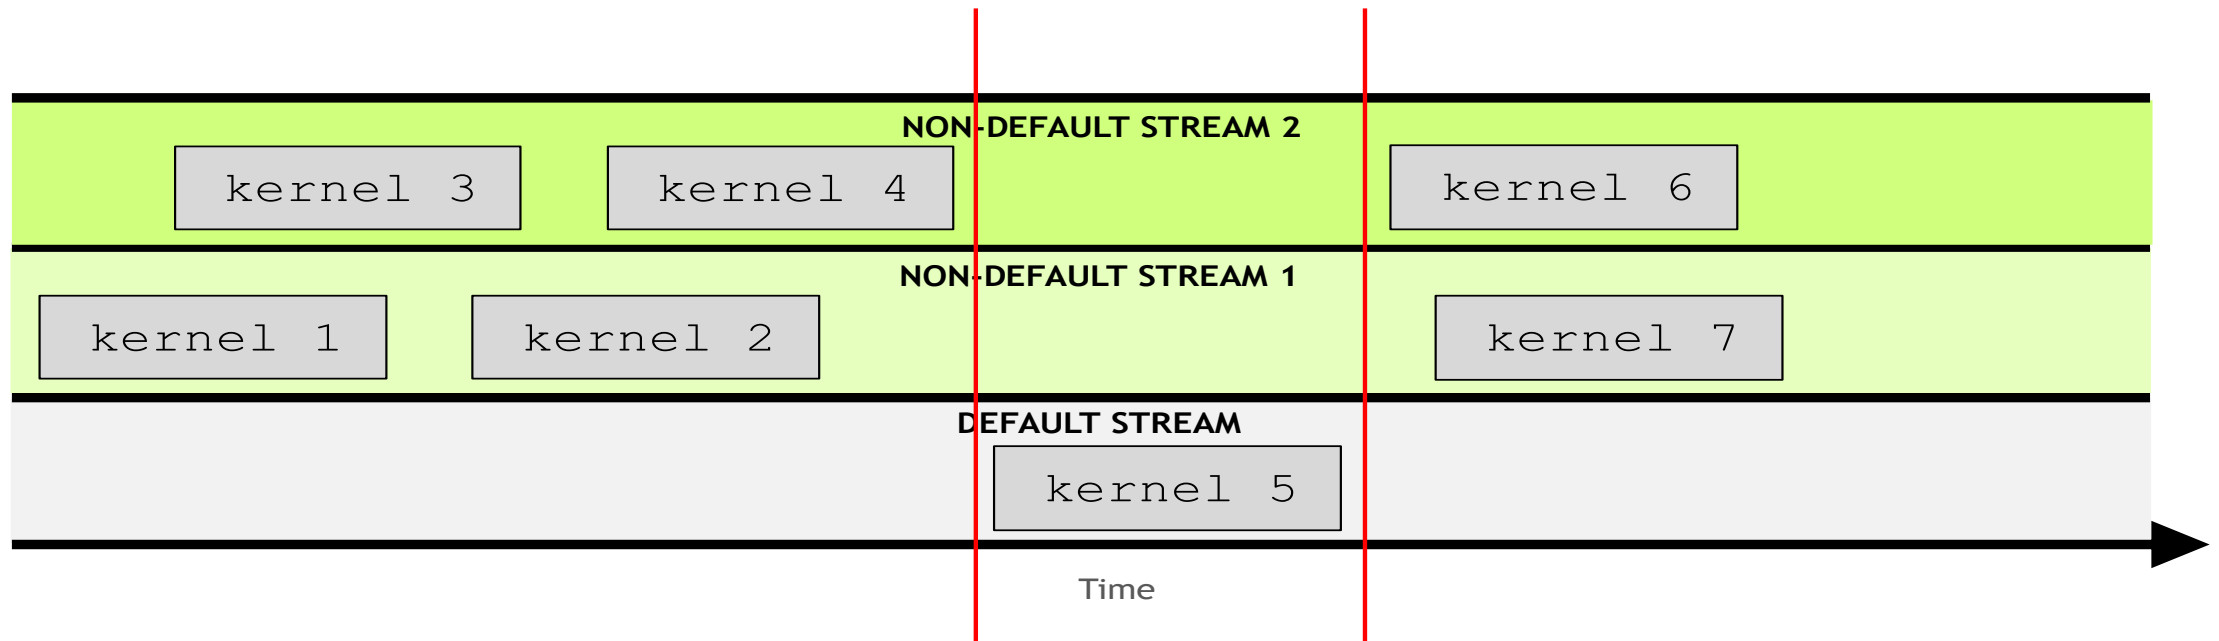 NON-DEFAULT STREAM 2
kernel 3
kernel 4
kernel 6
NON-DEFAULT STREAM 1
kernel 1
kernel 2
kernel 7
DEFAULT STREAM
kernel 5
Time